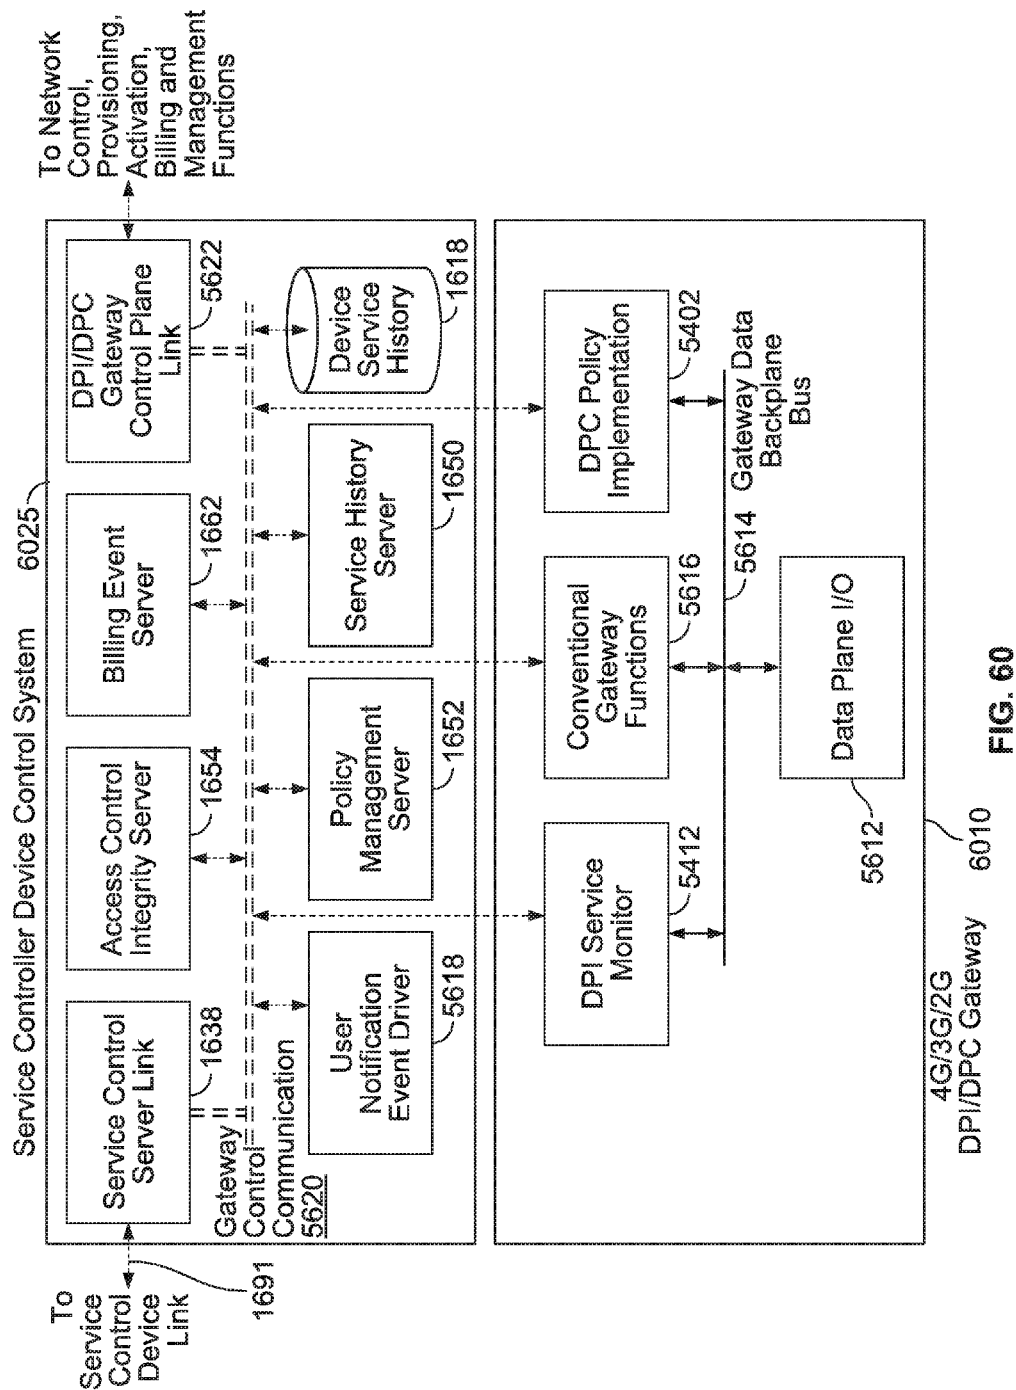 Service Controller Device Control System
6025
To
Service
Control
Device
Link
1691
Service Control
Server Link
1638
Access Control
Integrity Server
1654
Billing Event
Server
1662
DPI/DPC
Gateway
Control Plane
Link
5622
To Network
Control,
Provisioning,
Activation,
Billing and
Management
Functions
Gateway
Control
Communication
5620
User
Notification
Event Driver
5618
Policy
Management
Server
1652
Service History
Server
1650
Device
Service
History
1618
DPI Service
Monitor
5412
Conventional
Gateway
Functions
5616
DPC Policy
Implementation
5402
5614
Gateway Data
Backplane
Bus
Data Plane I/O
5612
4G/3G/2G
DPI/DPC Gateway
6010
FIG. 60